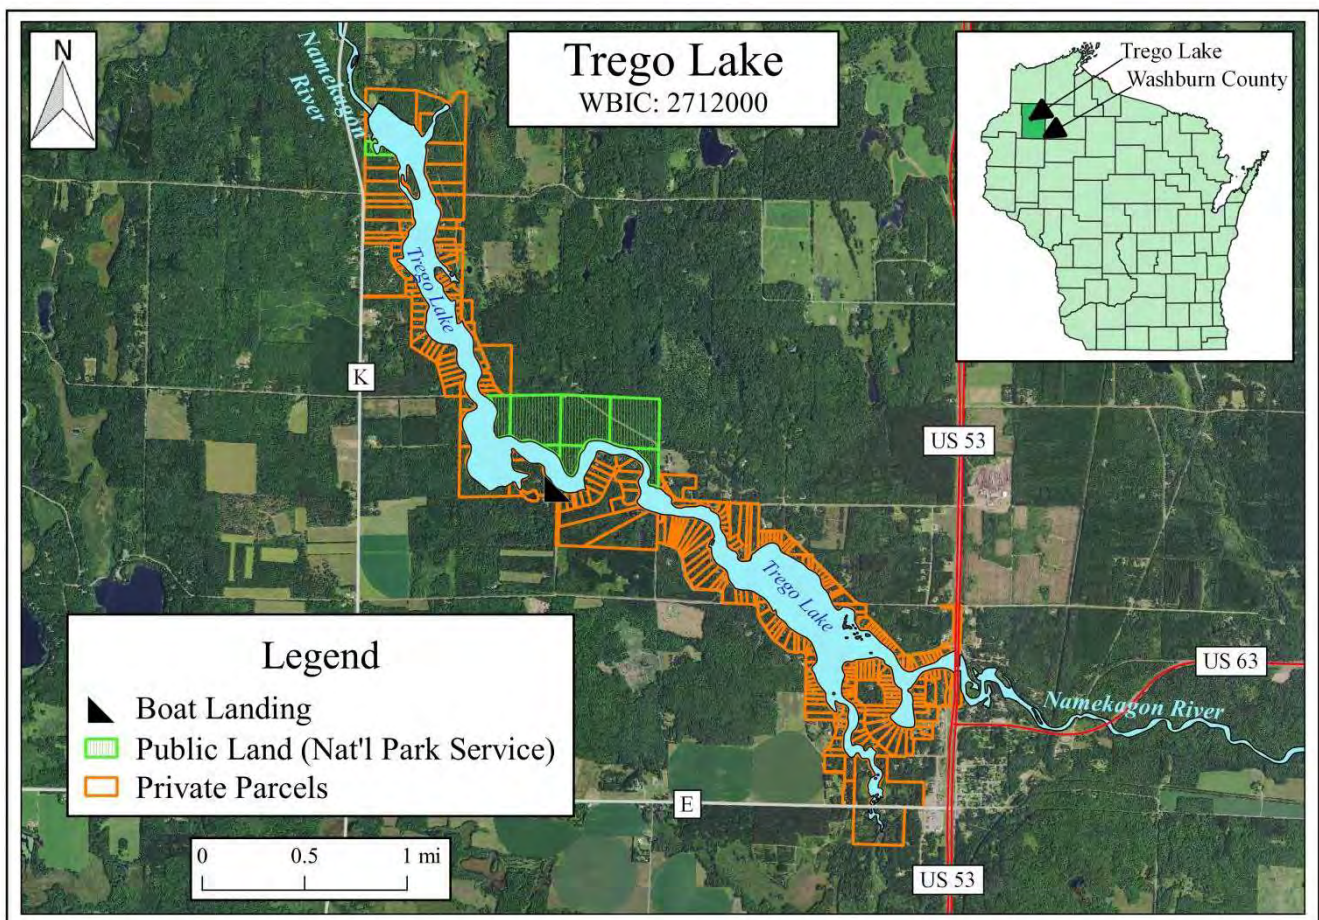 N
Namekagon
River
Trego Lake
WBIC: 2712000
Trego Lake
Washburn County
Trego Lake
K
US 53
Trego Lake
US 63
Namekagon River
Legend
Boat Landing
Public Land (Nat'l Park Service)
Private Parcels
E
0 0.5 1 mi
US 53